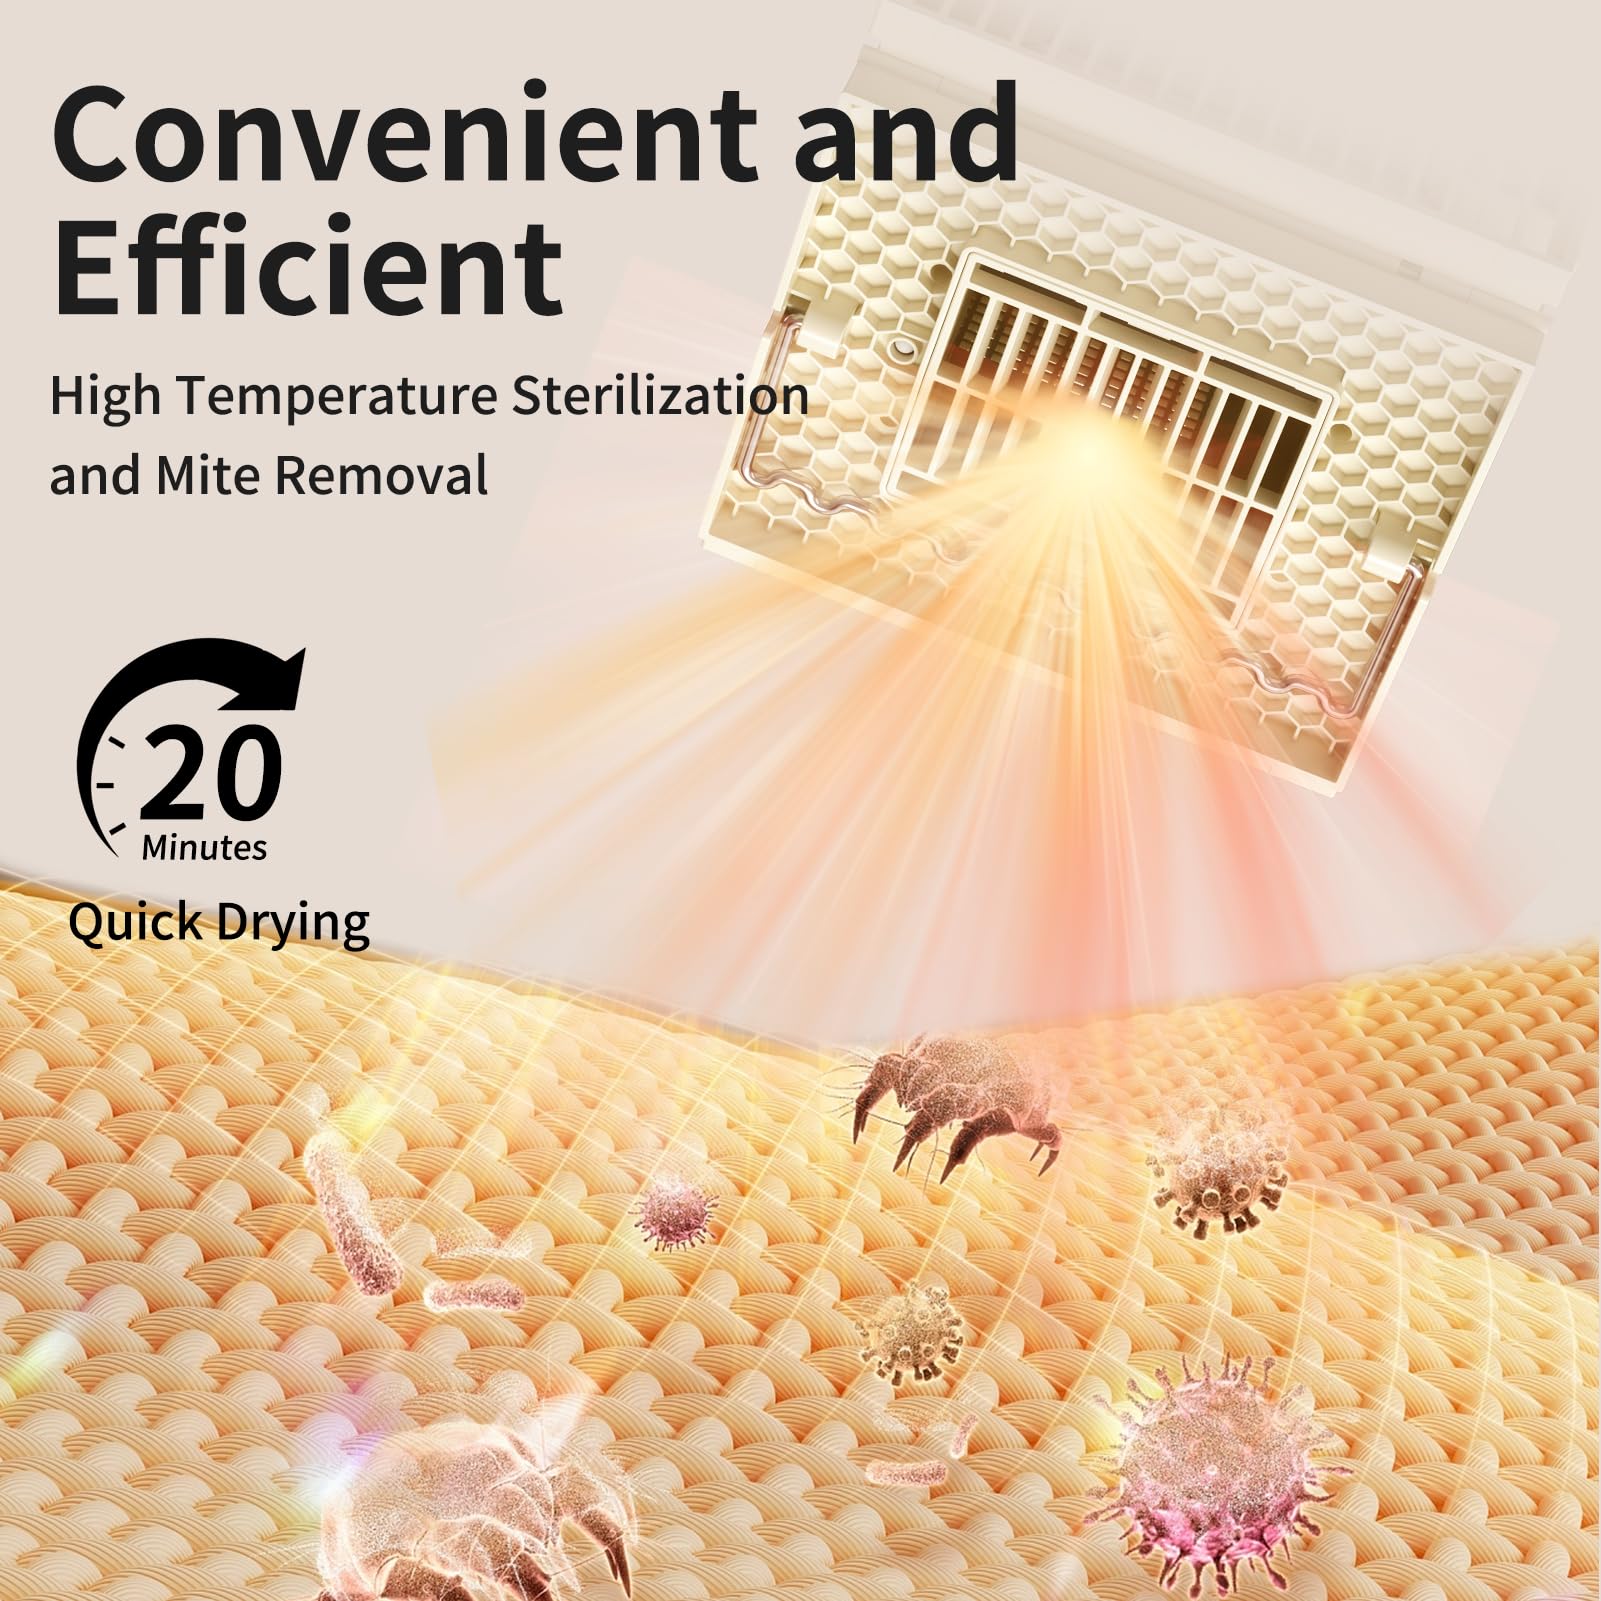 Convenient and
Efficient
High Temperature Sterilization
and Mite Removal
20
Minutes
Quick Drying